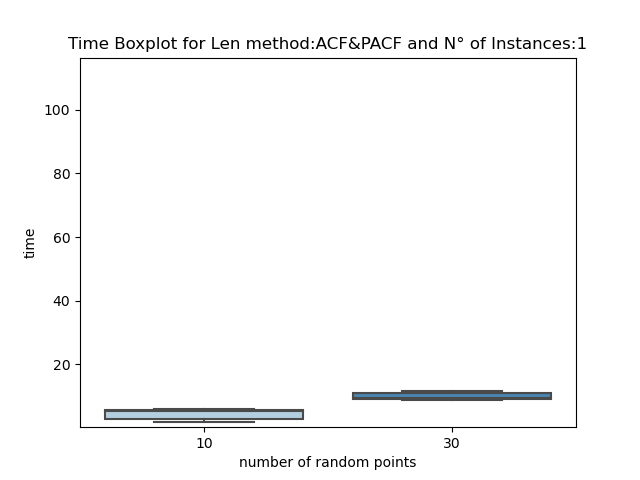 Time Boxplot for Len method:ACF&PACF and N° of Instances:1
100
80
60
40
20
time
10
30
number of random points